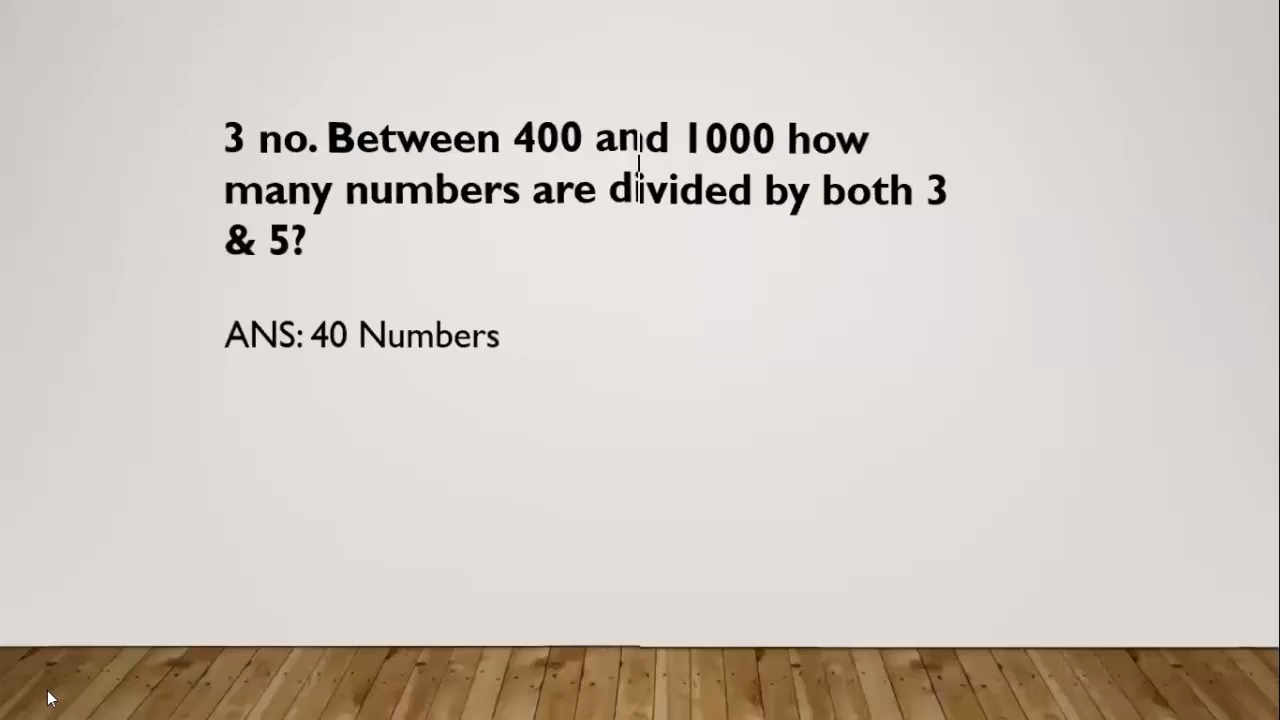 3 no. Between 400 and 1000 how
many numbers are divided by both 3
& 5?
ANS: 40 Numbers